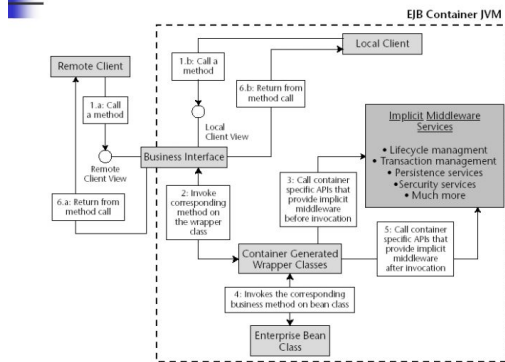 EJB Container JVM
Remote Client
1.a: Call
a method
Remote
Client View
6.a: Return from
method call
1.b: Call a
method
Local
Client View
6.b: Return from
method call
Local Client
Business Interface
2: Invoke
corresponding
method on
the wrapper
class
3: Call container
specific APIs that
provide implicit
middleware
before invocation
Implicit Middleware
Services
• Lifecycle managment
• Transaction management
• Persistence services
• Sercurity services
• Much more
5: Call container
specific APIs that
provide implicit
middleware
after invocation
Container Generated
Wrapper Classes
4: Invokes the corresponding
business method on bean class
Enterprise Bean
Class